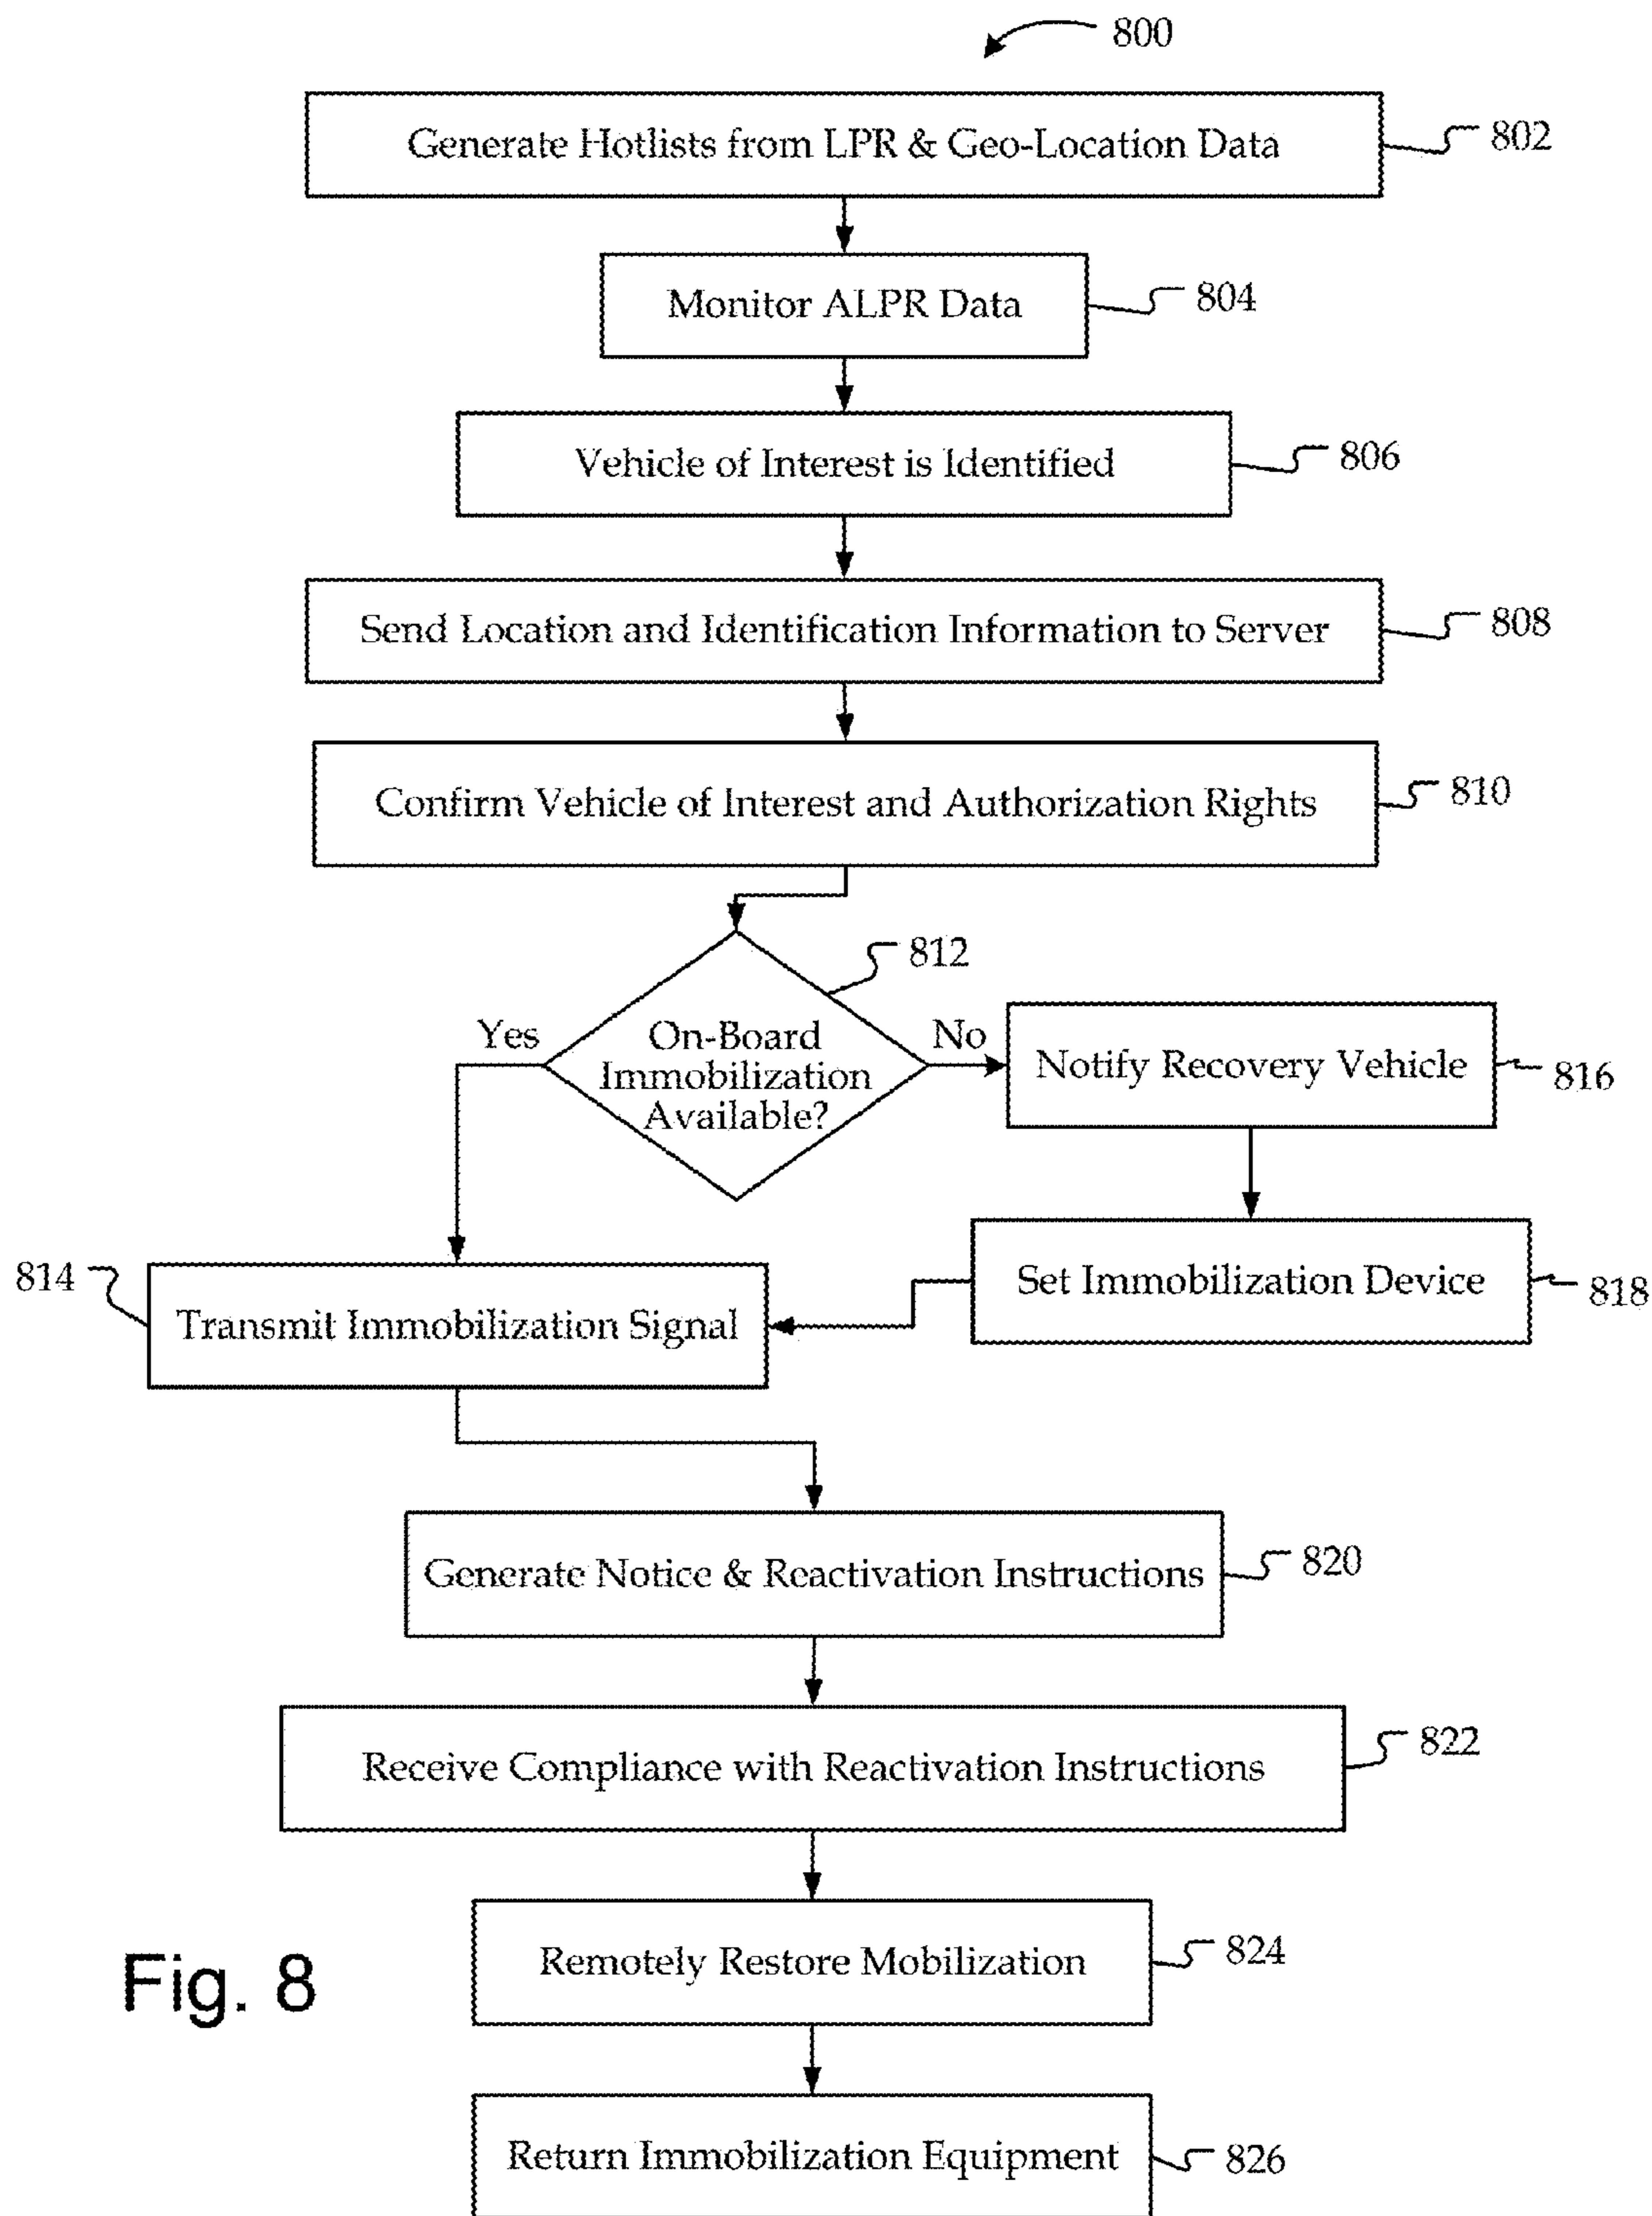 800
Generate Hotlists from LPR & Geo-Location Data
802
Monitor ALPR Data
804
Vehicle of Interest is Identified
806
Send Location and Identification Information to Server
808
Confirm Vehicle of Interest and Authorization Rights
810
812
Yes
On-Board
Immobilization
Available?
No
Notify Recovery Vehicle
816
814
Transmit Immobilization Signal
Set Immobilization Device
818
Generate Notice & Reactivation Instructions
820
Receive Compliance with Reactivation Instructions
822
Remotely Restore Mobilization
824
Fig. 8
Return Immobilization Equipment
826